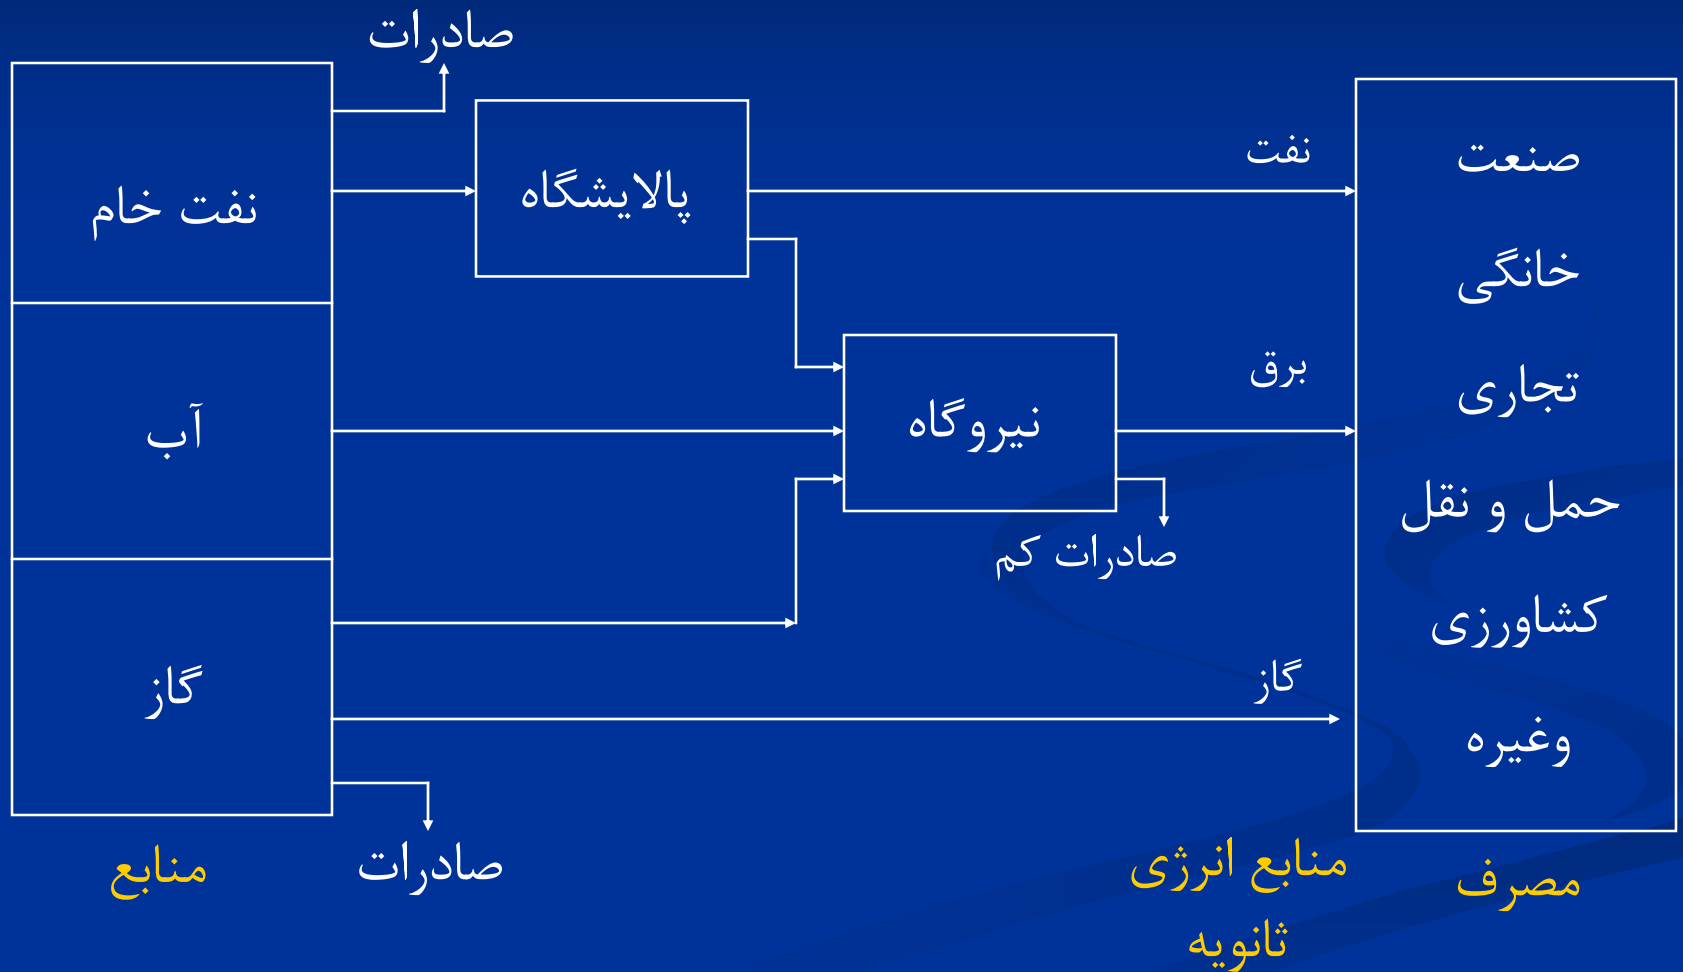 صادرات
نفت خام
آب
گاز
منابع
صادرات
پالایشگاه
نیروگاه
صادرات کم
نفت
برق
گاز
منابع انرژی
ثانویه
صنعت
خانگی
تجاری
حمل و نقل
کشاورزی
وغیره
مصرف